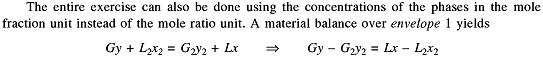 The entire exercise can also be done using the concentrations of the phases in the mole
fraction unit instead of the mole ratio unit. A material balance over envelope 1 yields
Gy + L₂x₂ = G₂y₂ + Lx ⇒ Gy − G₂y₂ = Lx − L₂x₂